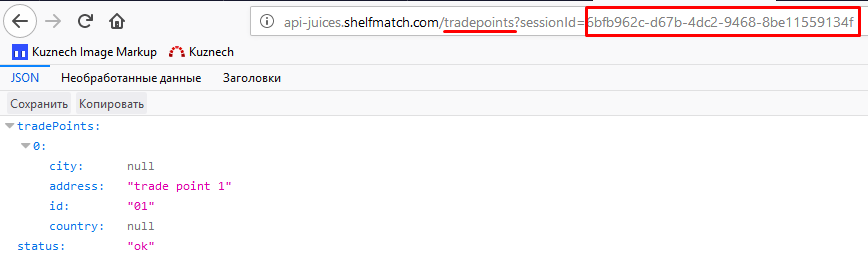 api-juices.shelfmatch.com/tradepoints?sessionId=6bfb962c-d67b-4dc2-9468-8be11559134f
Kuznech Image Markup Kuznech
JSON Необработанные данные Заголовки
Сохранить Копировать
tradePoints:
0:
city: null
address: "trade point 1"
id: "01"
country: null
status: "ok"